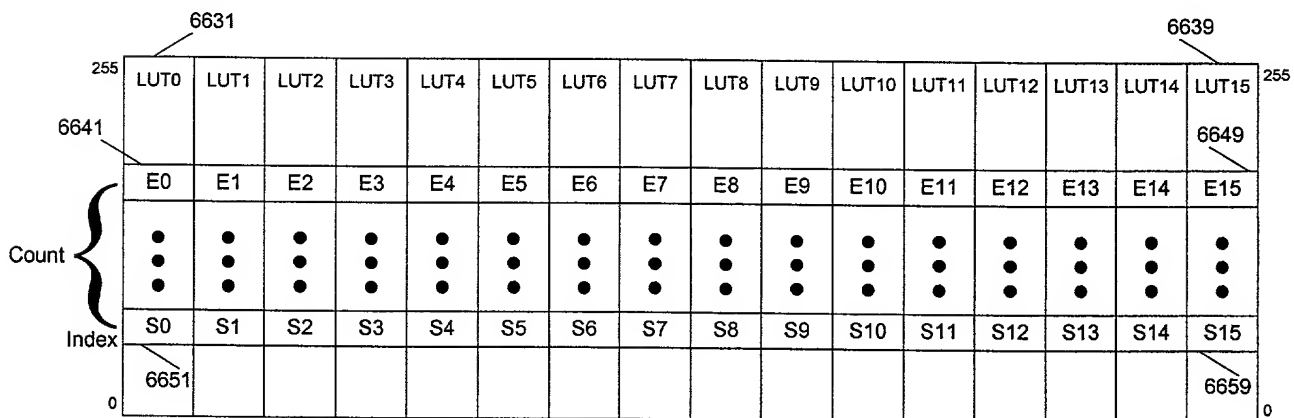 6631 6639
255 LUT0 LUT1 LUT2 LUT3 LUT4 LUT5 LUT6 LUT7 LUT8 LUT9 LUT10 LUT11 LUT12 LUT13 LUT14 LUT15 255
6641 6649
E0 E1 E2 E3 E4 E5 E6 E7 E8 E9 E10 E11 E12 E13 E14 E15
Count
Index S0 S1 S2 S3 S4 S5 S6 S7 S8 S9 S10 S11 S12 S13 S14 S15
6651 6659
0 0